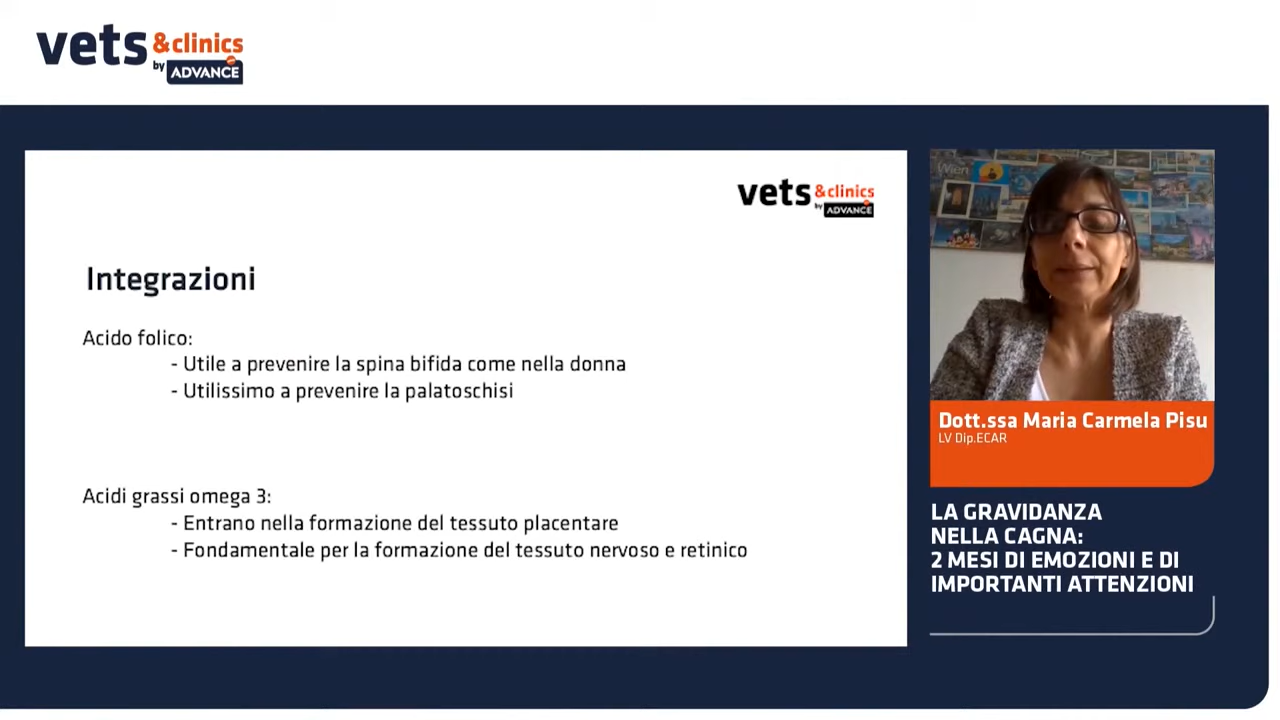 vets &clinics
by ADVANCE
vets &clinics
by ADVANCE
Integrazioni
Acido folico:
- Utile a prevenire la spina bifida come nella donna
- Utilissimo a prevenire la palatoschisi
Acidi grassi omega 3:
- Entrano nella formazione del tessuto placentare
- Fondamentale per la formazione del tessuto nervoso e retinico
Wien
Dott.ssa Maria Carmela Pisu
LV Dip.ECAR
LA GRAVIDANZA
NELLA CAGNA:
2 MESI DI EMOZIONI E DI
IMPORTANTI ATTENZIONI